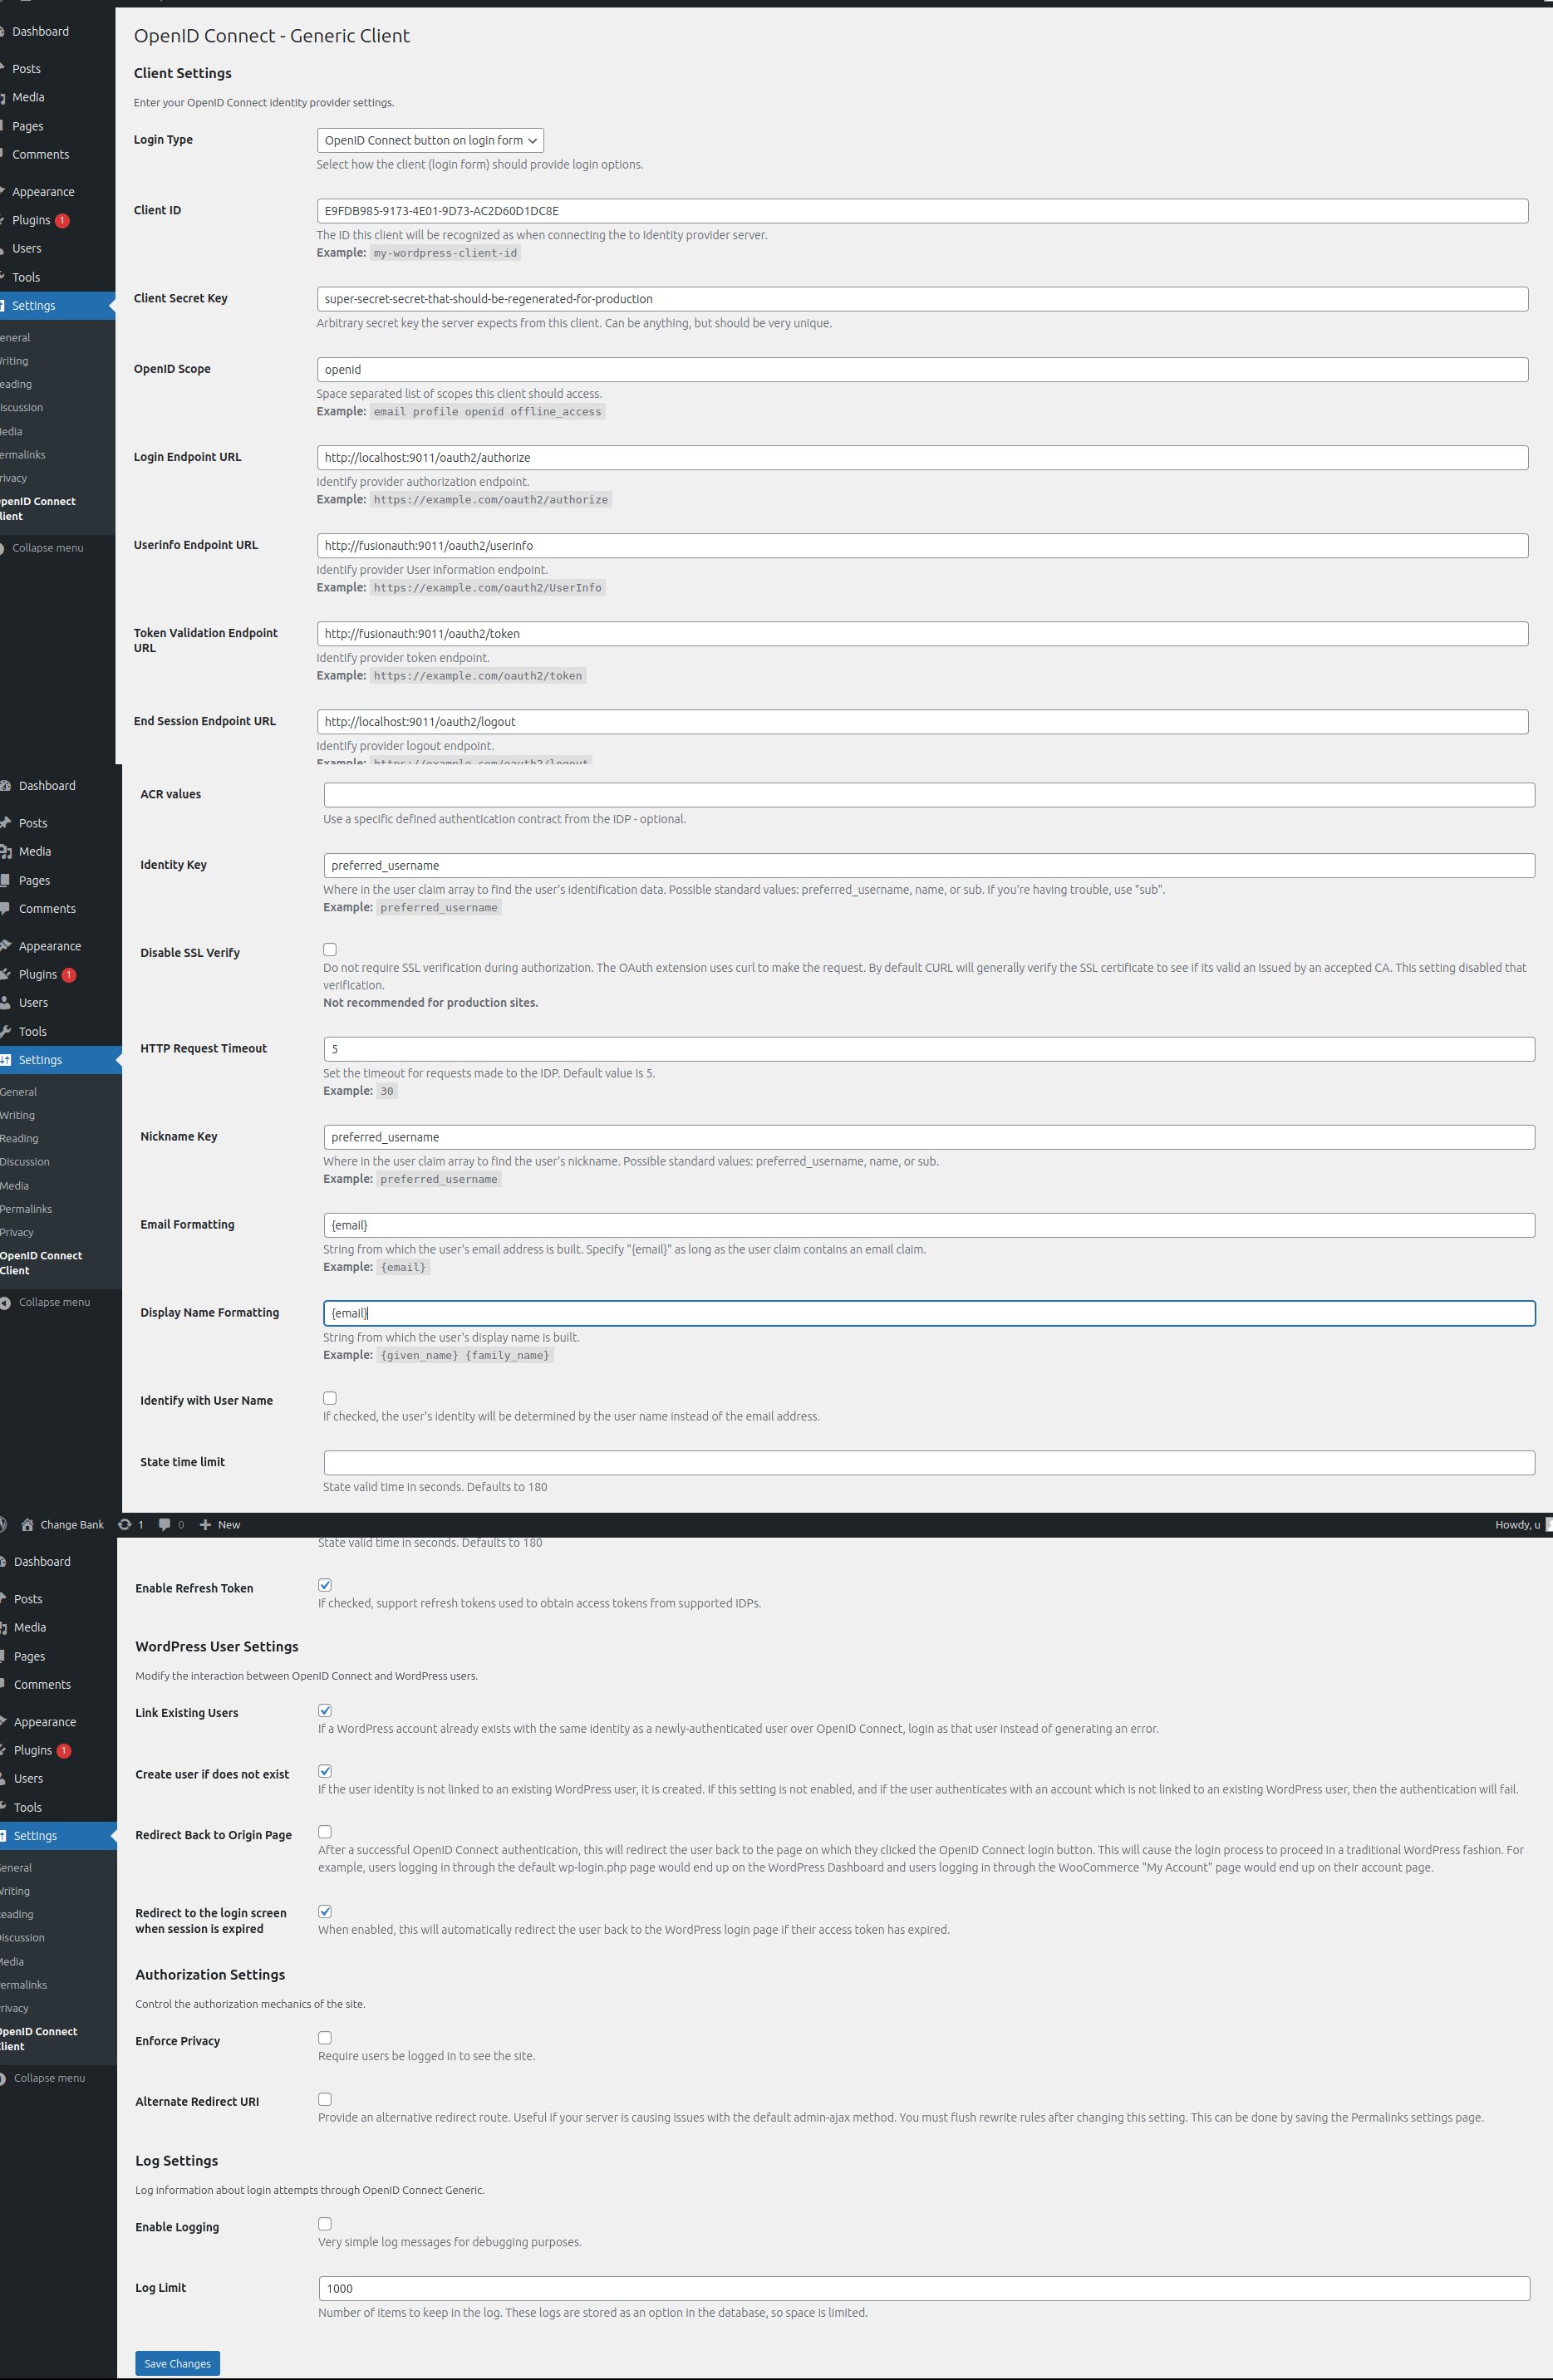 Dashboard
Posts
Media
Pages
Comments
Appearance
Plugins 1
Users
Tools
Settings
eneral
riting
eading
iscussion
edia
ermalinks
rivacy
penID Connect
lient
Collapse menu
OpenID Connect - Generic Client
Client Settings
Enter your OpenID Connect identity provider settings.
Login Type
OpenID Connect button on login form
Select how the client (login form) should provide login options.
Client ID
E9FDB985-9173-4E01-9D73-AC2D60D1DC8E
The ID this client will be recognized as when connecting the to Identity provider server.
Example: my-wordpress-client-id
Client Secret Key
super-secret-secret-that-should-be-regenerated-for-production
Arbitrary secret key the server expects from this client. Can be anything, but should be very unique.
OpenID Scope
openid
Space separated list of scopes this client should access.
Example: email profile openid offline_access
Login Endpoint URL
http://localhost:9011/oauth2/authorize
Identify provider authorization endpoint.
Example: https://example.com/oauth2/authorize
Userinfo Endpoint URL
http://fusionauth:9011/oauth2/userinfo
Identify provider User information endpoint.
Example: https://example.com/oauth2/UserInfo
Token Validation Endpoint
URL
http://fusionauth:9011/oauth2/token
Identify provider token endpoint.
Example: https://example.com/oauth2/token
End Session Endpoint URL
http://localhost:9011/oauth2/logout
Identify provider logout endpoint.
Example: https://example.com/oauth2/logout
Dashboard
Posts
Media
Pages
Comments
Appearance
Plugins 1
Users
Tools
Settings
General
Writing
Reading
Discussion
Media
Permalinks
Privacy
OpenID Connect
Client
Collapse menu
ACR values
Use a specific defined authentication contract from the IDP - optional.
Identity Key
preferred_username
Where in the user claim array to find the user's identification data. Possible standard values: preferred_username, name, or sub. If you're having trouble, use "sub".
Example: preferred_username
Disable SSL Verify
Do not require SSL verification during authorization. The OAuth extension uses curl to make the request. By default CURL will generally verify the SSL certificate to see if its valid an issued by an accepted CA. This setting disabled that
verification.
Not recommended for production sites.
HTTP Request Timeout
5
Set the timeout for requests made to the IDP. Default value is 5.
Example: 30
Nickname Key
preferred_username
Where in the user claim array to find the user's nickname. Possible standard values: preferred_username, name, or sub.
Example: preferred_username
Email Formatting
{email}
String from which the user's email address is built. Specify "{email}" as long as the user claim contains an email claim.
Example: {email}
Display Name Formatting
{email}
String from which the user's display name is built.
Example: {given_name} {family_name}
Identify with User Name
If checked, the user's identity will be determined by the user name instead of the email address.
State time limit
State valid time in seconds. Defaults to 180
Change Bank 1 0 New
Howdy, u
Dashboard
Posts
Media
Pages
Comments
Appearance
Plugins 1
Users
Tools
Settings
eneral
riting
eading
iscussion
edia
ermalinks
rivacy
penID Connect
lient
Collapse menu
State valid time in seconds. Defaults to 180
Enable Refresh Token
If checked, support refresh tokens used to obtain access tokens from supported IDPs.
WordPress User Settings
Modify the interaction between OpenID Connect and WordPress users.
Link Existing Users
If a WordPress account already exists with the same identity as a newly-authenticated user over OpenID Connect, login as that user instead of generating an error.
Create user if does not exist
If the user identity is not linked to an existing WordPress user, it is created. If this setting is not enabled, and if the user authenticates with an account which is not linked to an existing WordPress user, then the authentication will fail.
Redirect Back to Origin Page
After a successful OpenID Connect authentication, this will redirect the user back to the page on which they clicked the OpenID Connect login button. This will cause the login process to proceed in a traditional WordPress fashion. For
example, users logging in through the default wp-login.php page would end up on the WordPress Dashboard and users logging in through the WooCommerce "My Account" page would end up on their account page.
Redirect to the login screen
when session is expired
When enabled, this will automatically redirect the user back to the WordPress login page if their access token has expired.
Authorization Settings
Control the authorization mechanics of the site.
Enforce Privacy
Require users be logged in to see the site.
Alternate Redirect URI
Provide an alternative redirect route. Useful if your server is causing issues with the default admin-ajax method. You must flush rewrite rules after changing this setting. This can be done by saving the Permalinks settings page.
Log Settings
Log information about login attempts through OpenID Connect Generic.
Enable Logging
Very simple log messages for debugging purposes.
Log Limit
1000
Number of items to keep in the log. These logs are stored as an option in the database, so space is limited.
Save Changes